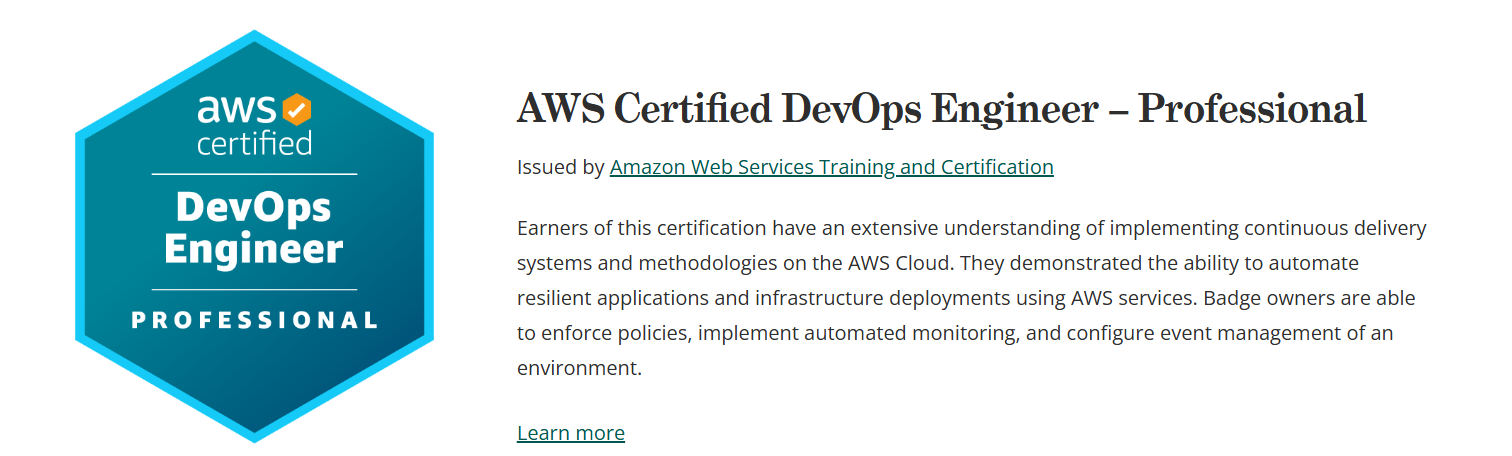 aws
certified
DevOps
Engineer
PROFESSIONAL
AWS Certified DevOps Engineer – Professional
Issued by Amazon Web Services Training and Certification
Earners of this certification have an extensive understanding of implementing continuous delivery
systems and methodologies on the AWS Cloud. They demonstrated the ability to automate
resilient applications and infrastructure deployments using AWS services. Badge owners are able
to enforce policies, implement automated monitoring, and configure event management of an
environment.
Learn more